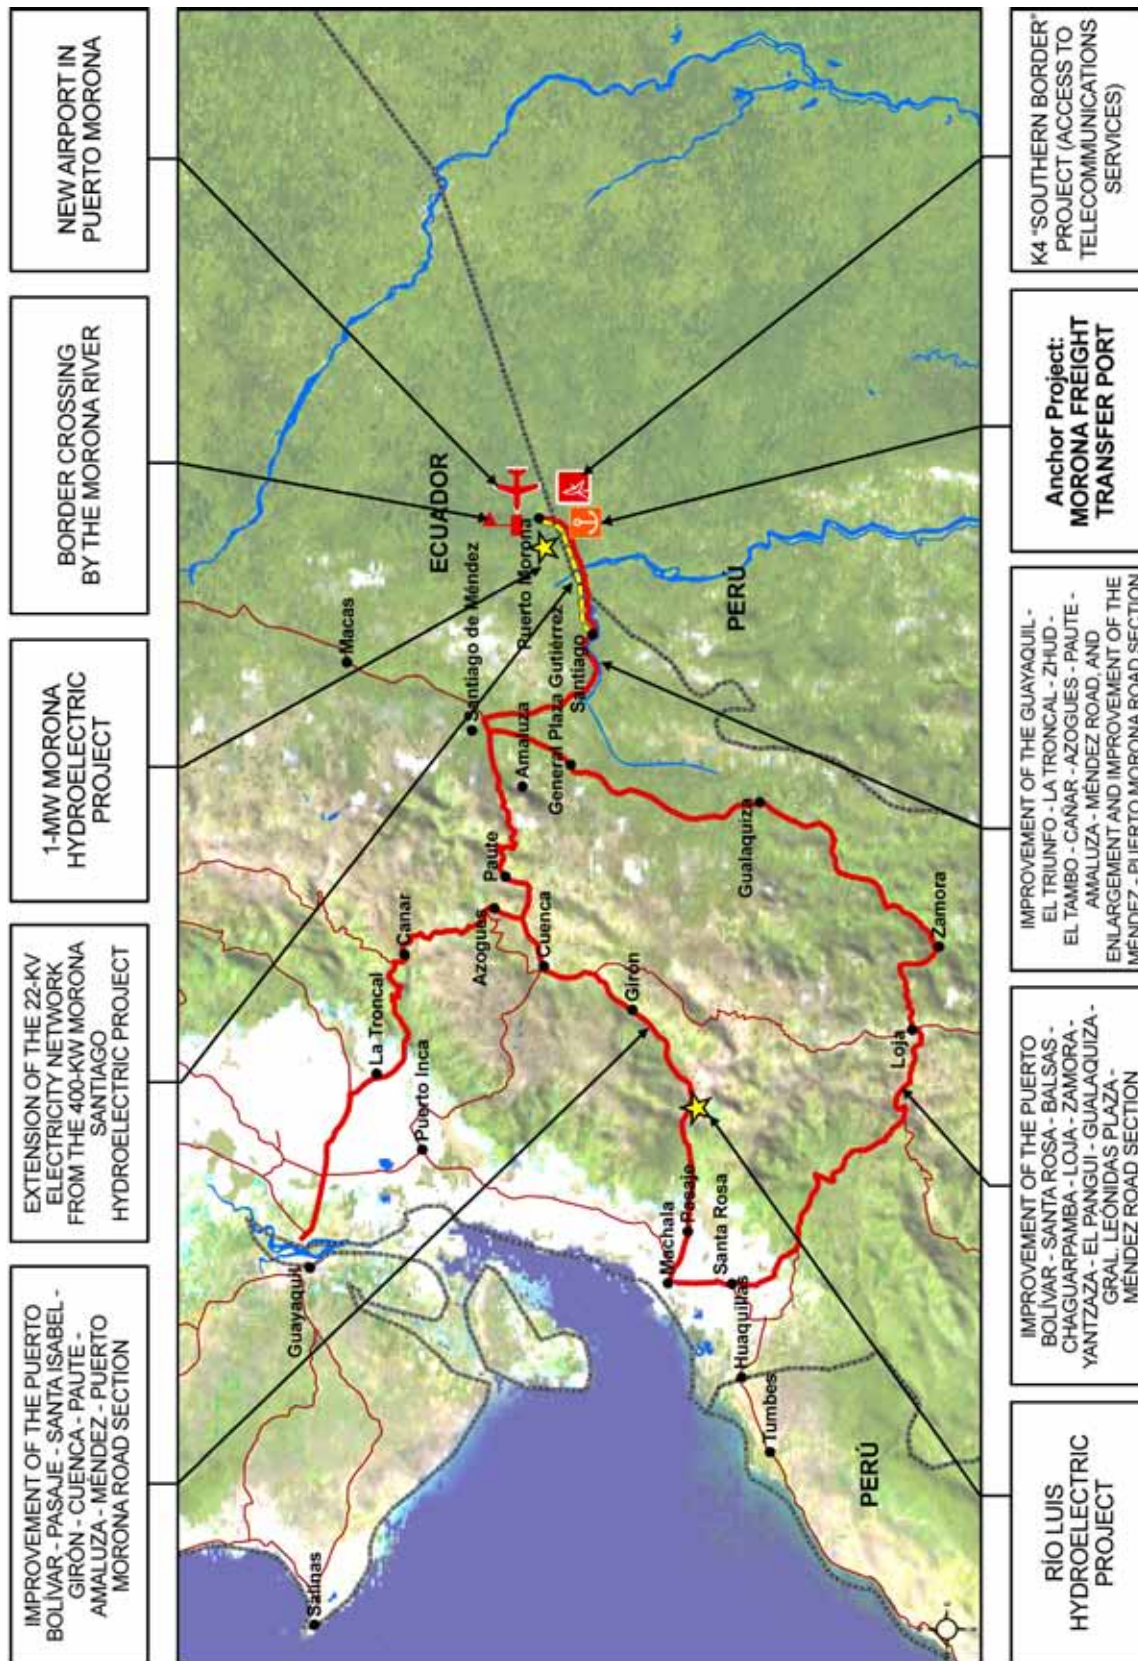 IMPROVEMENT OF THE PUERTO
BOLÍVAR - PASAJE - SANTA ISABEL -
GIRÓN - CUENCA - PAUTE -
AMALUZA - MÉNDEZ - PUERTO
MORONA ROAD SECTION
EXTENSION OF THE 22-KV
ELECTRICITY NETWORK
FROM THE 400-KW MORONA
SANTIAGO
HYDROELECTRIC PROJECT
1-MW MORONA
HYDROELECTRIC
PROJECT
BORDER CROSSING
BY THE MORONA RIVER
NEW AIRPORT IN
PUERTO MORONA
Salinas
Guayaquil
La Troncal
Puerto Inca
Canar
Azogues
Paute
Cuenca
Amaluza
Santiago de Méndez
Macas
ECUADOR
Puerto Morona
General Plaza Gutiérrez
Santiago
PERÚ
Girón
Gualaquiza
Machala
Pasaje
Santa Rosa
Huaquillas
Tumbes
PERÚ
Loja
Zamora
RÍO LUIS
HYDROELECTRIC
PROJECT
IMPROVEMENT OF THE PUERTO
BOLÍVAR - SANTA ROSA - BALSAS -
CHAGUARPAMBA - LOJA - ZAMORA -
YANTZAZA - EL PANGUI - GUALAQUIZA -
GRAL. LEÓNIDAS PLAZA -
MÉNDEZ ROAD SECTION
IMPROVEMENT OF THE GUAYAQUIL -
EL TRIUNFO - LA TRONCAL - ZHUD -
EL TAMBO - CAÑAR - AZOGUES - PAUTE -
AMALUZA - MÉNDEZ ROAD, AND
ENLARGEMENT AND IMPROVEMENT OF THE
MÉNDEZ - PUERTO MORONA ROAD SECTION
Anchor Project:
MORONA FREIGHT
TRANSFER PORT
K4 "SOUTHERN BORDER"
PROJECT (ACCESS TO
TELECOMMUNICATIONS
SERVICES)